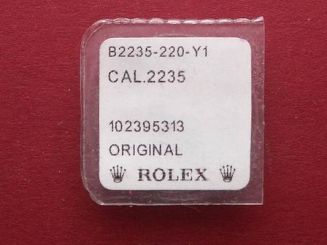 B2235-220-Y1
CAL.2235
102395313
ORIGINAL
ROLEX